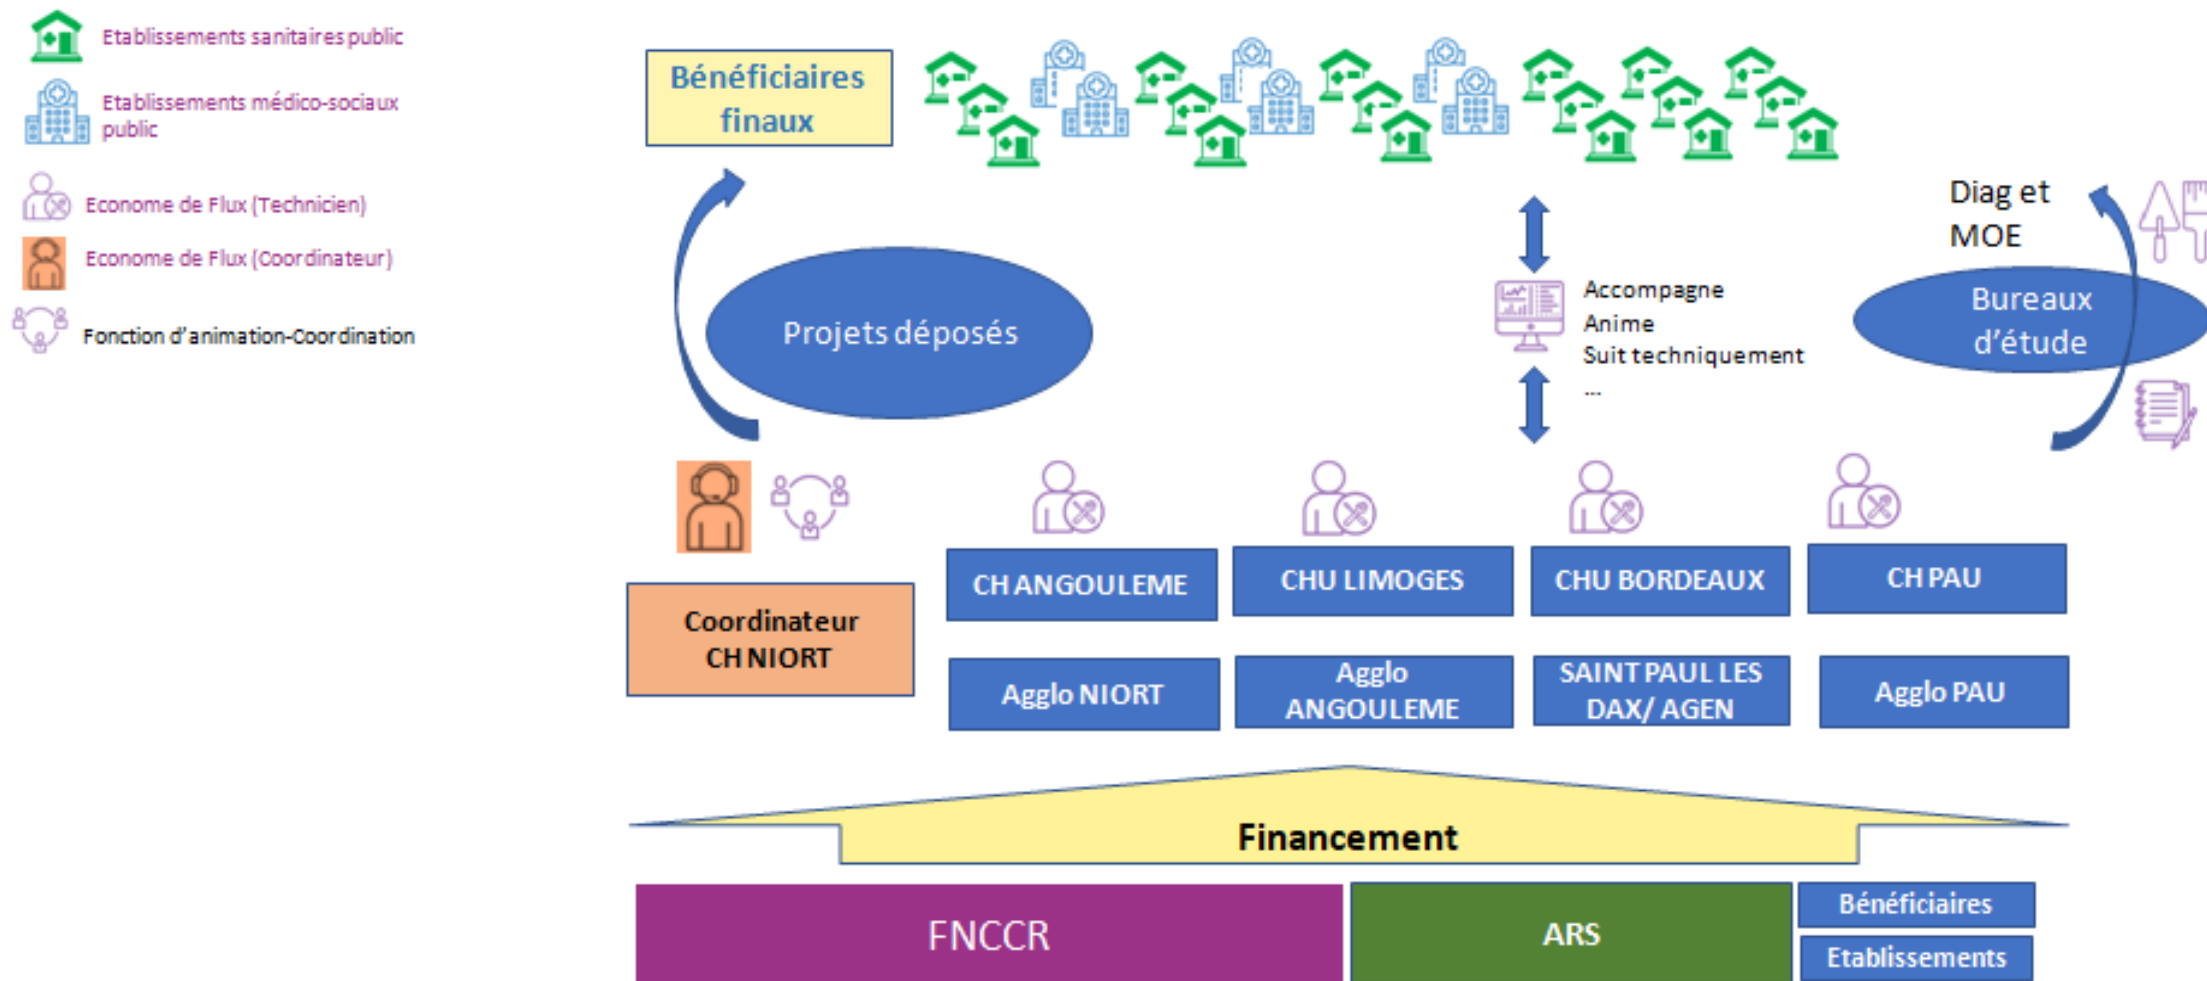 Etablissements sanitaires public
Etablissements médico-sociaux
public
Econome de Flux (Technicien)
Econome de Flux (Coordinateur)
Fonction d'animation-Coordination
Bénéficiaires
finaux
Projets déposés
Accompagne
Anime
Suit techniquement
...
Diag et
MOE
Bureaux
d'étude
Coordinateur
CH NIORT
CH ANGOULEME
CHU LIMOGES
CHU BORDEAUX
CH PAU
Agglo NIORT
Agglo
ANGOULEME
SAINT PAUL LES
DAX/ AGEN
Agglo PAU
Financement
FNCCR
ARS
Bénéficiaires
Etablissements